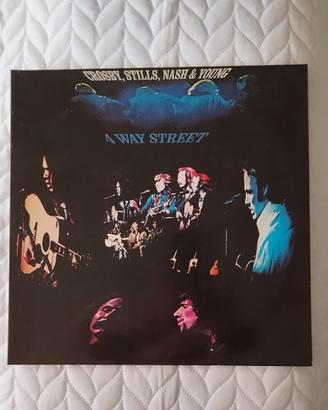 CROSBY, STILLS, NASH & YOUNG
4 WAY STREET